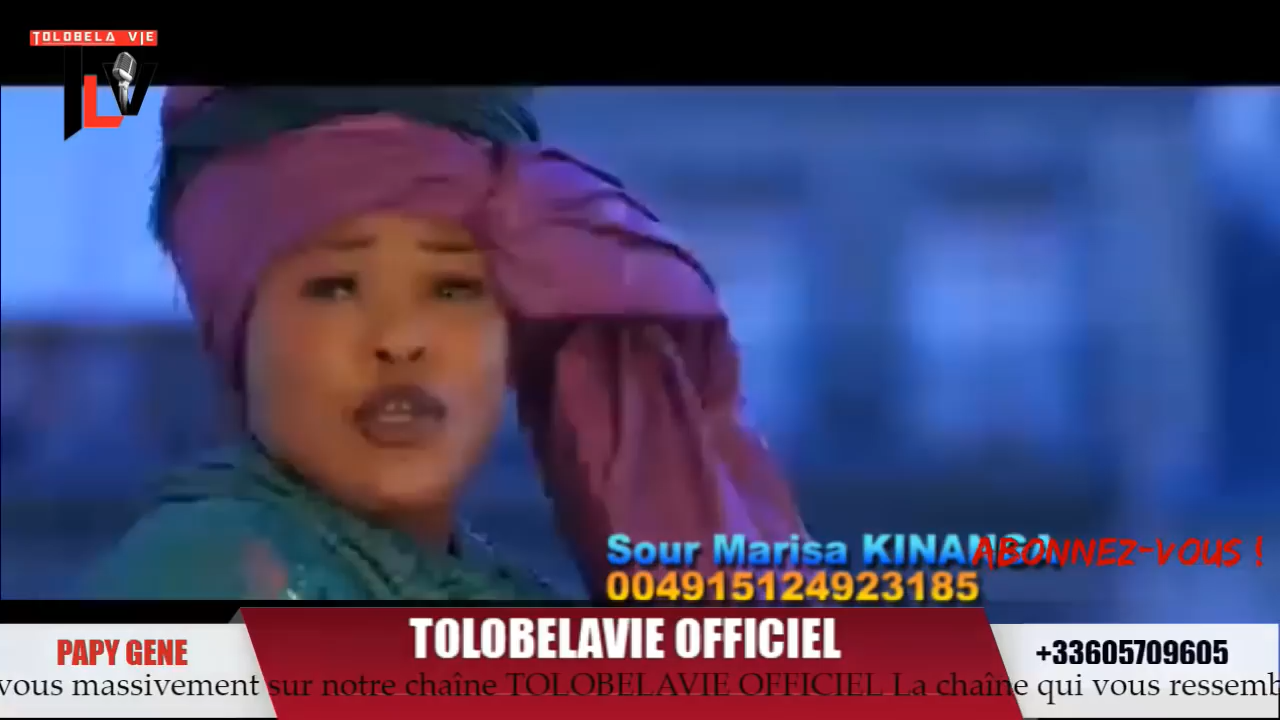 TOLOBELA VIE
TLV
Sour Marisa
ABONNEZ-VOUS !
004915124923185
TOLOBELAVIE OFFICIEL
PAPY GENE
+33605709605
vous massivement sur notre chaîne TOLOBELAVIE OFFICIEL La chaîne qui vous